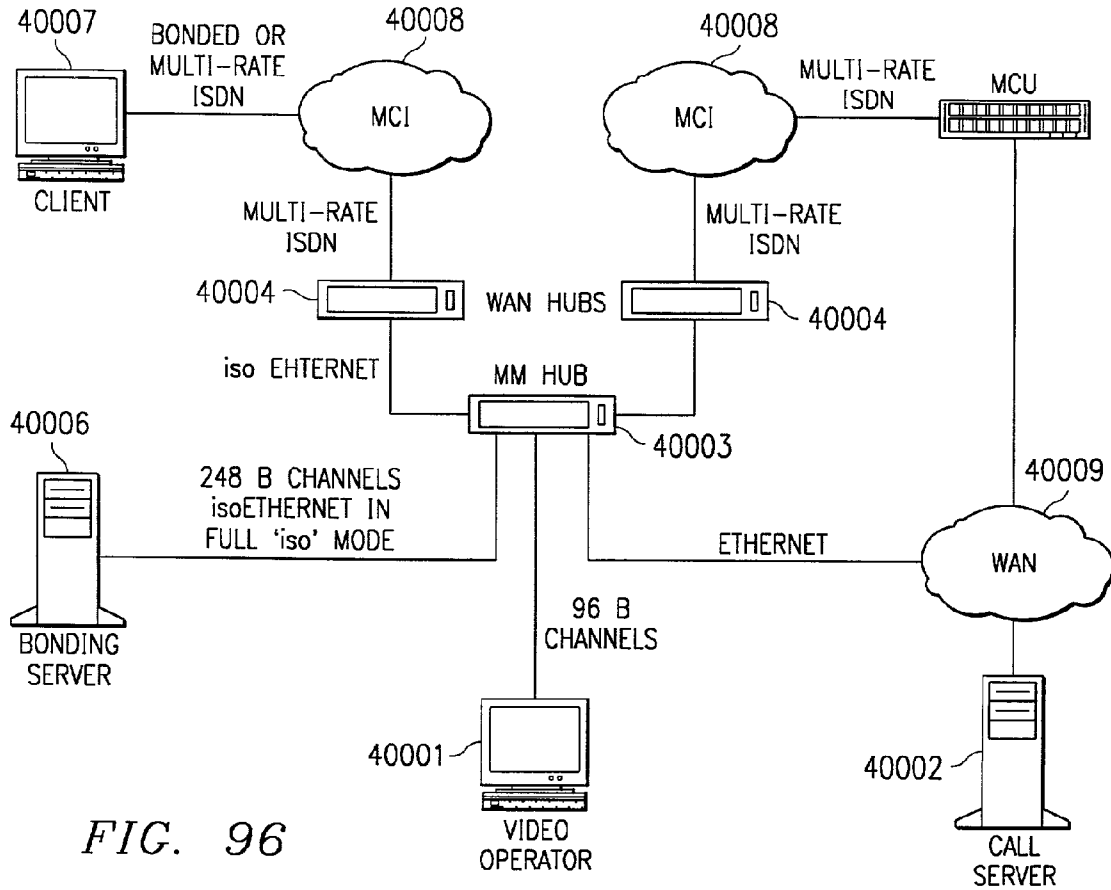 40007
BONDED OR
MULTI-RATE
ISDN
40008
MCI
40008
MCI
MULTI-RATE
ISDN
MCU
CLIENT
MULTI-RATE
ISDN
MULTI-RATE
ISDN
40004
WAN HUBS
40004
iso EHTERNET
MM HUB
40003
40006
248 B CHANNELS
isoETHERNET IN
FULL 'iso' MODE
ETHERNET
40009
WAN
BONDING
SERVER
96 B
CHANNELS
40001
VIDEO
OPERATOR
40002
CALL
SERVER
FIG. 96